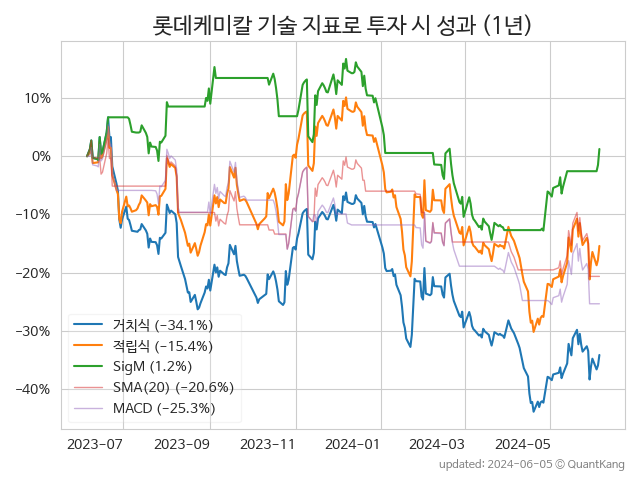 롯데케미칼 기술 지표로 투자 시 성과 (1년)
10%
0%
−10%
−20%
−30%
−40%
거치식 (−34.1%)
적립식 (−15.4%)
SigM (1.2%)
SMA(20) (−20.6%)
MACD (−25.3%)
2023-07 2023-09 2023-11 2024-01 2024-03 2024-05
updated: 2024-06-05 © QuantKang